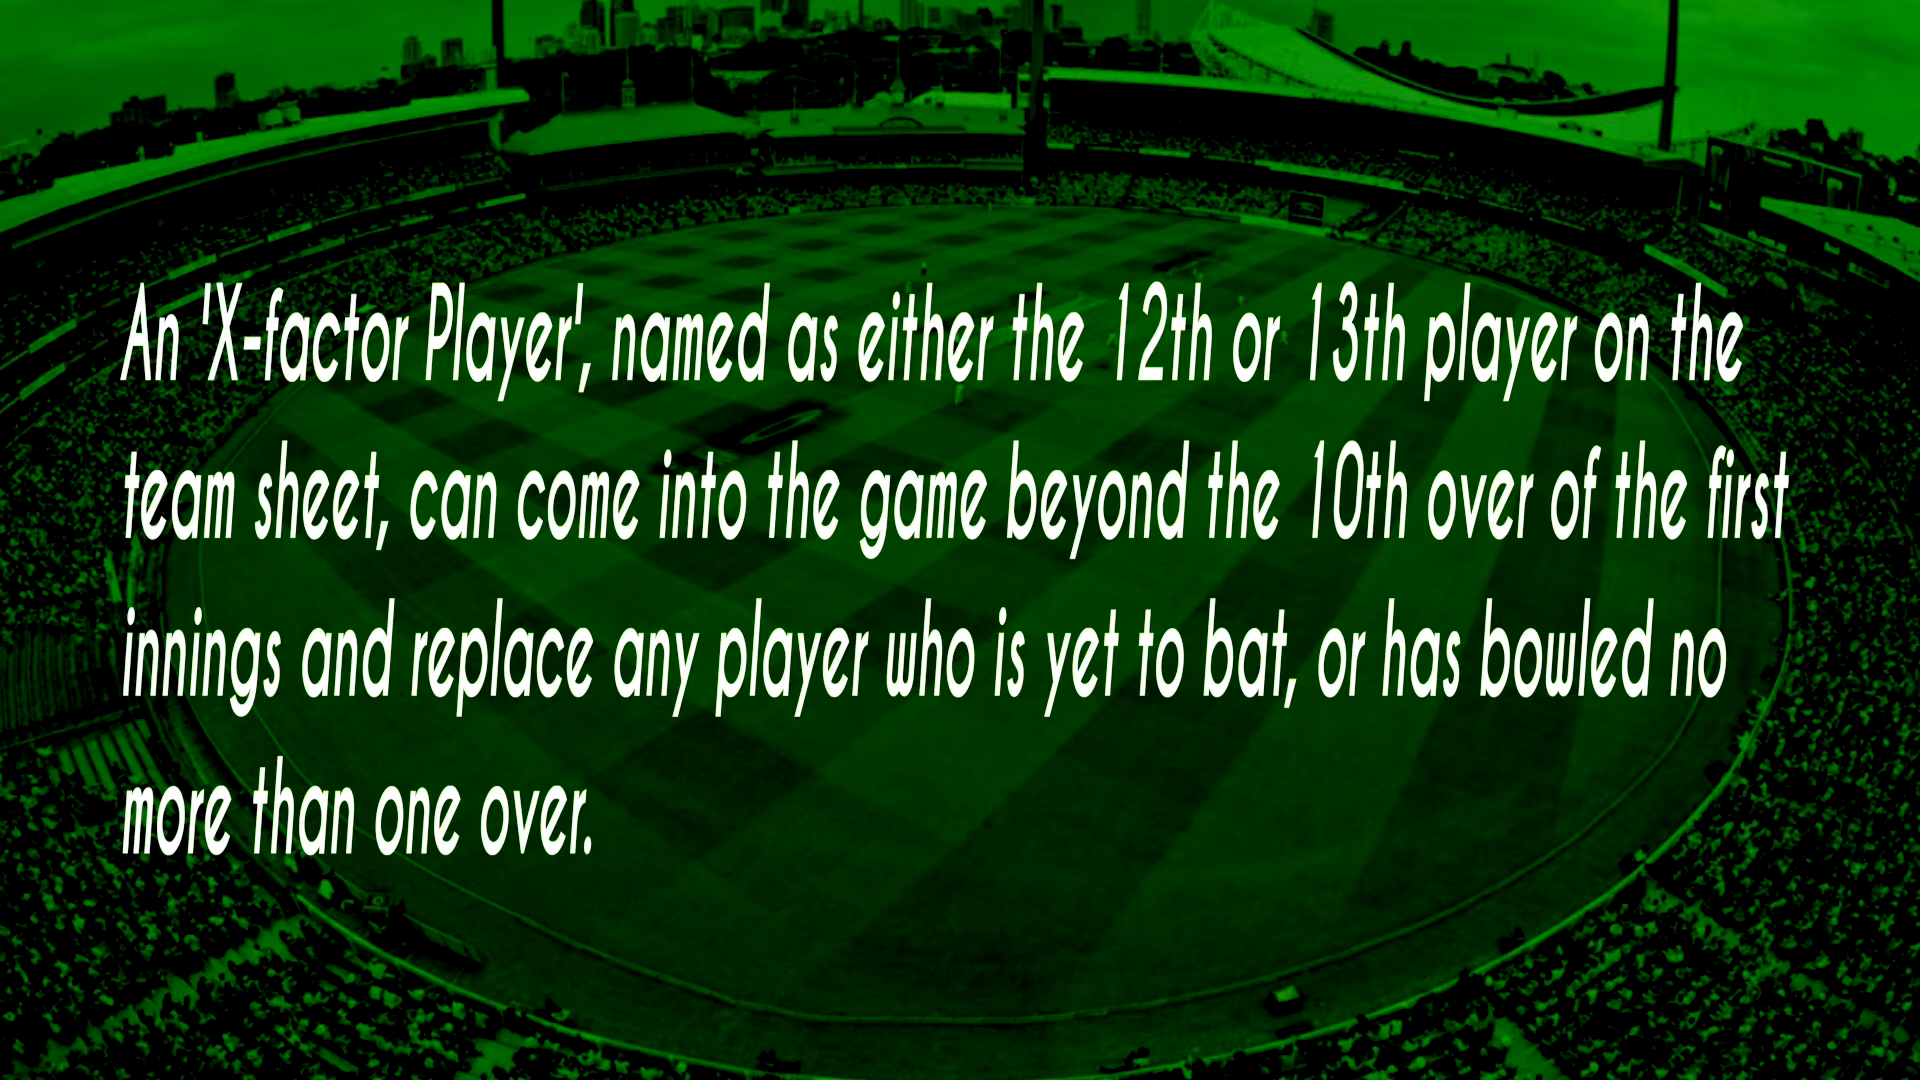 An 'X-factor Player', named as either the 12th or 13th player on the
team sheet, can come into the game beyond the 10th over of the first
innings and replace any player who is yet to bat, or has bowled no
more than one over.